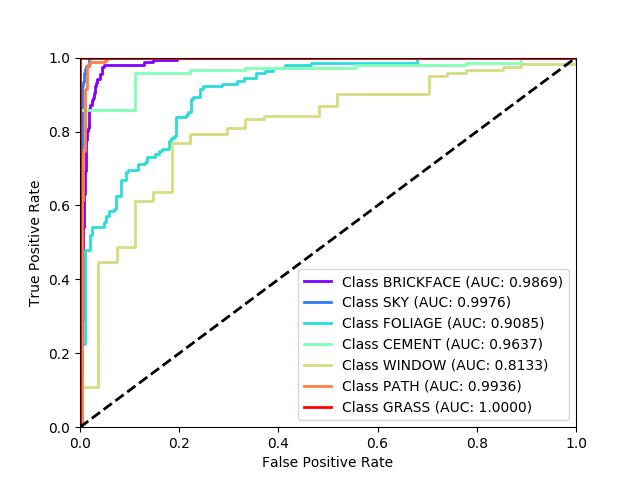 1.0
0.8
0.6
0.4
0.2
0.0
True Positive Rate
Class BRICKFACE (AUC: 0.9869)
Class SKY (AUC: 0.9976)
Class FOLIAGE (AUC: 0.9085)
Class CEMENT (AUC: 0.9637)
Class WINDOW (AUC: 0.8133)
Class PATH (AUC: 0.9936)
Class GRASS (AUC: 1.0000)
0.0 0.2 0.4 0.6 0.8 1.0
False Positive Rate